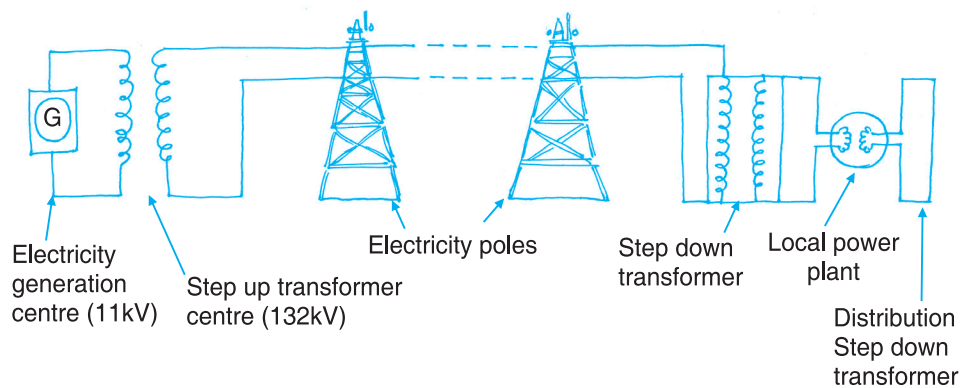 G
Electricity
generation
centre (11kV)
Step up transformer
centre (132kV)
Electricity poles
Step down
transformer
Local power
plant
Distribution
Step down
transformer